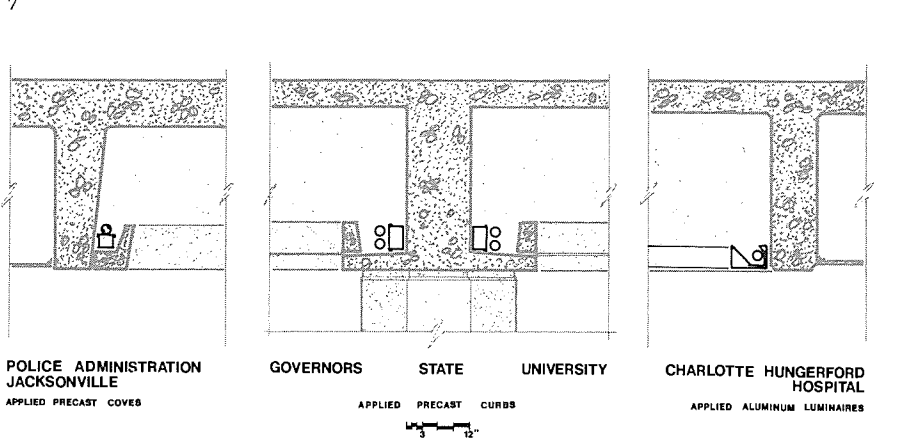 7
POLICE ADMINISTRATION
JACKSONVILLE
APPLIED PRECAST COVES
GOVERNORS STATE UNIVERSITY
APPLIED PRECAST CURBS
3 12"
CHARLOTTE HUNGERFORD
HOSPITAL
APPLIED ALUMINUM LUMINAIRES